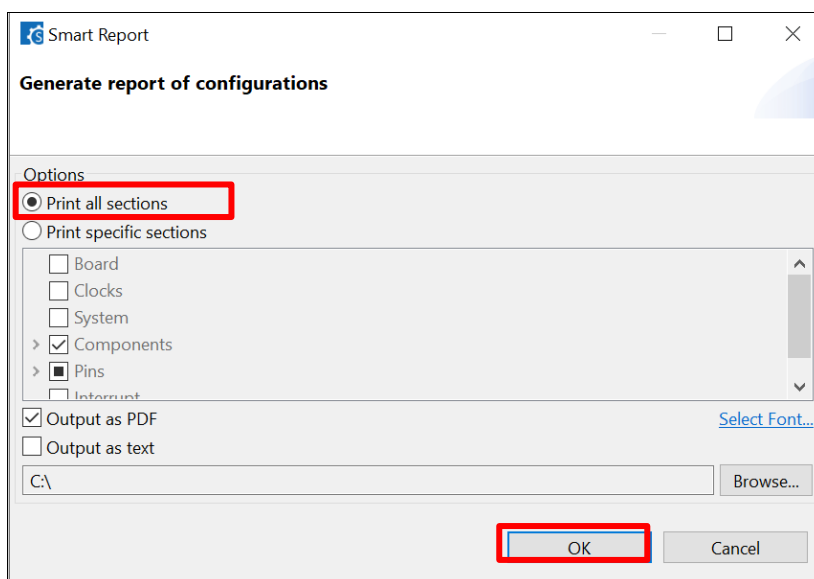 Smart Report
Generate report of configurations
Options
Print all sections
Print specific sections
Board
Clocks
System
Components
Pins
Interrupt
Output as PDF
Select Font...
Output as text
C:\
Browse...
OK
Cancel